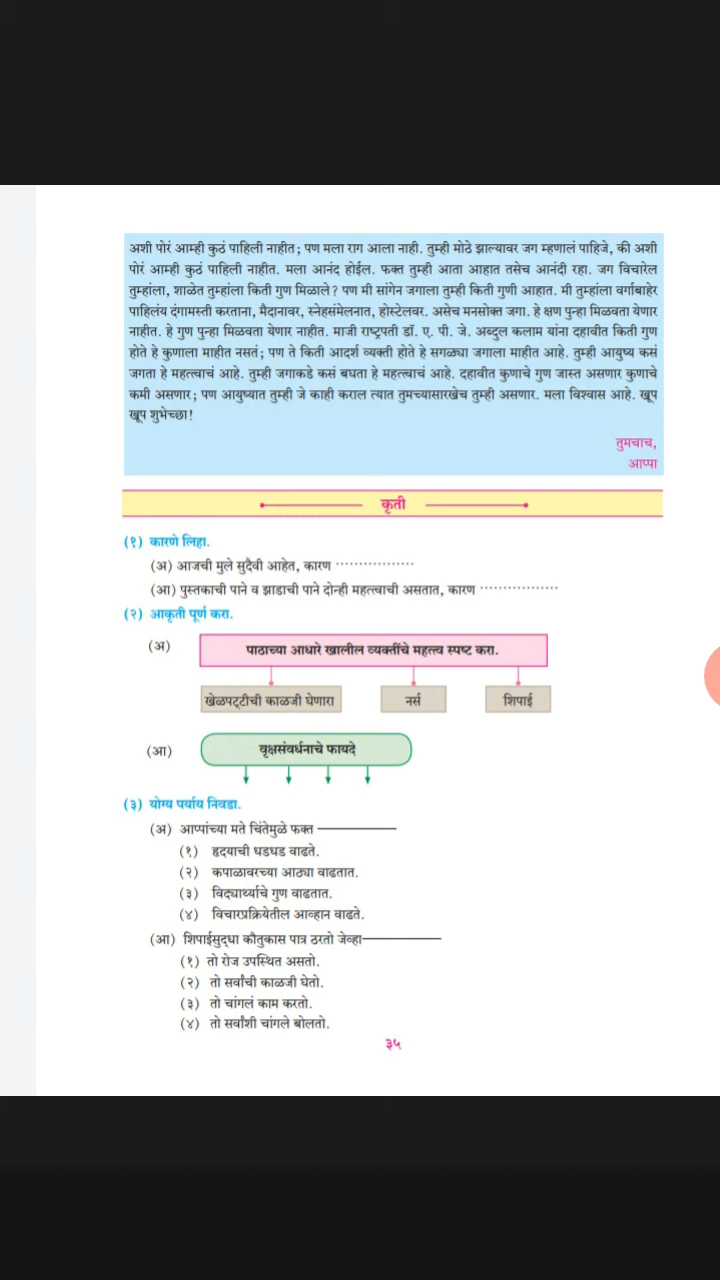 अशी पोरं आम्ही कुठं पाहिली नाहीत; पण मला राग आला नाही. तुम्ही मोठे झाल्यावर जग म्हणालं पाहिजे, की अशी
पोरं आम्ही कुठं पाहिली नाहीत. मला आनंद होईल. फक्त तुम्ही आता आहात तसेच आनंदी रहा. जग विचारेल
तुम्हांला, शाळेत तुम्हांला किती गुण मिळाले? पण मी सांगेन जगाला तुम्ही किती गुणी आहात. मी तुम्हांला वर्गाबाहेर
पाहिलंय दंगामस्ती करताना, मैदानावर, स्नेहसंमेलनात, होस्टेलवर. असेच मनसोक्त जगा. हे क्षण पुन्हा मिळवता येणार
नाहीत. हे गुण पुन्हा मिळवता येणार नाहीत. माजी राष्ट्रपती डॉ. ए. पी. जे. अब्दुल कलाम यांना दहावीत किती गुण
होते हे कुणाला माहीत नसतं; पण ते किती आदर्श व्यक्ती होते हे सगळ्या जगाला माहीत आहे. तुम्ही आयुष्य कसं
जगता हे महत्त्वाचं आहे. तुम्ही जगाकडे कसं बघता हे महत्त्वाचं आहे. दहावीत कुणाचे गुण जास्त असणार कुणाचे
कमी असणार; पण आयुष्यात तुम्ही जे काही कराल त्यात तुमच्यासारखेच तुम्ही असणार. मला विश्वास आहे. खूप
खूप शुभेच्छा!
तुमचाच,
आप्पा
कृती
(१) कारणे लिहा.
(अ) आजची मुले सुदैवी आहेत, कारण ·················
(आ) पुस्तकाची पाने व झाडाची पाने दोन्ही महत्त्वाची असतात, कारण ·················
(२) आकृती पूर्ण करा.
(अ) पाठाच्या आधारे खालील व्यक्तींचे महत्त्व स्पष्ट करा.
खेळपट्टीची काळजी घेणारा नर्स शिपाई
(आ) वृक्षसंवर्धनाचे फायदे
(३) योग्य पर्याय निवडा.
(अ) आप्पांच्या मते चिंतेमुळे फक्त ————
(१) हृदयाची धडधड वाढते.
(२) कपाळावरच्या आठ्या वाढतात.
(३) विद्यार्थ्याचे गुण वाढतात.
(४) विचारप्रक्रियेतील आव्हान वाढते.
(आ) शिपाईसुद्धा कौतुकास पात्र ठरतो जेव्हा————
(१) तो रोज उपस्थित असतो.
(२) तो सर्वांची काळजी घेतो.
(३) तो चांगलं काम करतो.
(४) तो सर्वांशी चांगले बोलतो.
३५